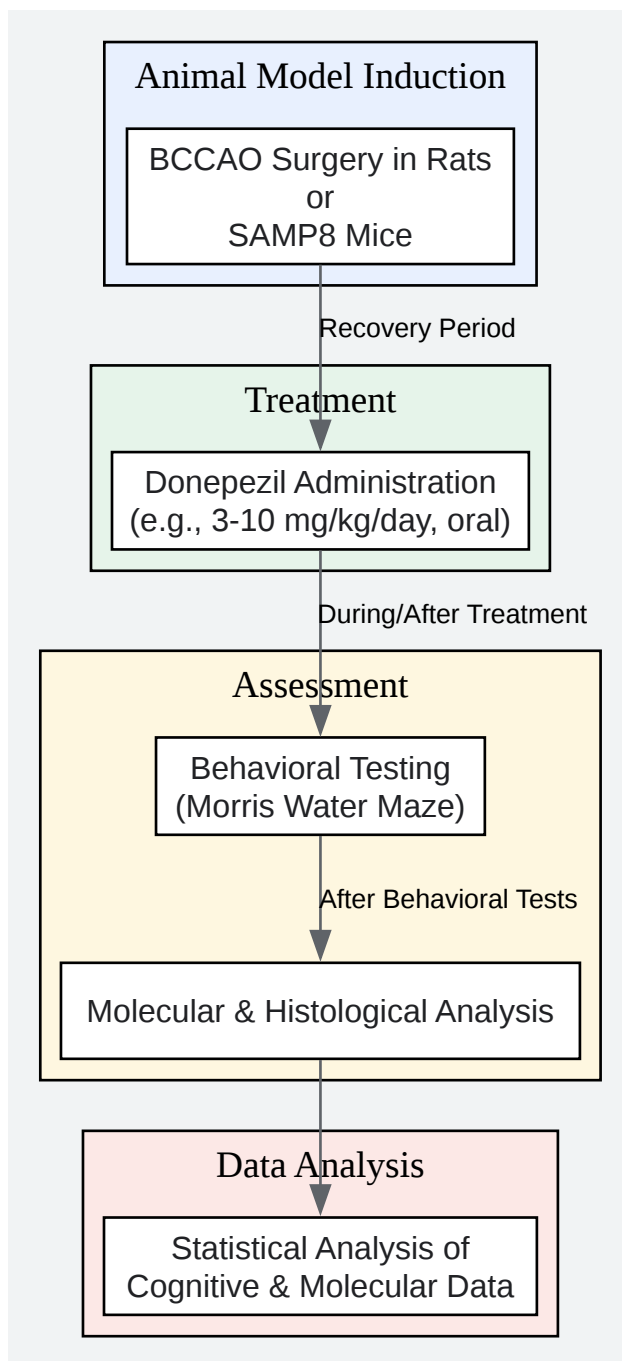 Animal Model Induction
BCCAO Surgery in Rats
or
SAMP8 Mice
Recovery Period
Treatment
Donepezil Administration
(e.g., 3-10 mg/kg/day, oral)
During/After Treatment
Assessment
Behavioral Testing
(Morris Water Maze)
After Behavioral Tests
Molecular & Histological Analysis
Data Analysis
Statistical Analysis of
Cognitive & Molecular Data